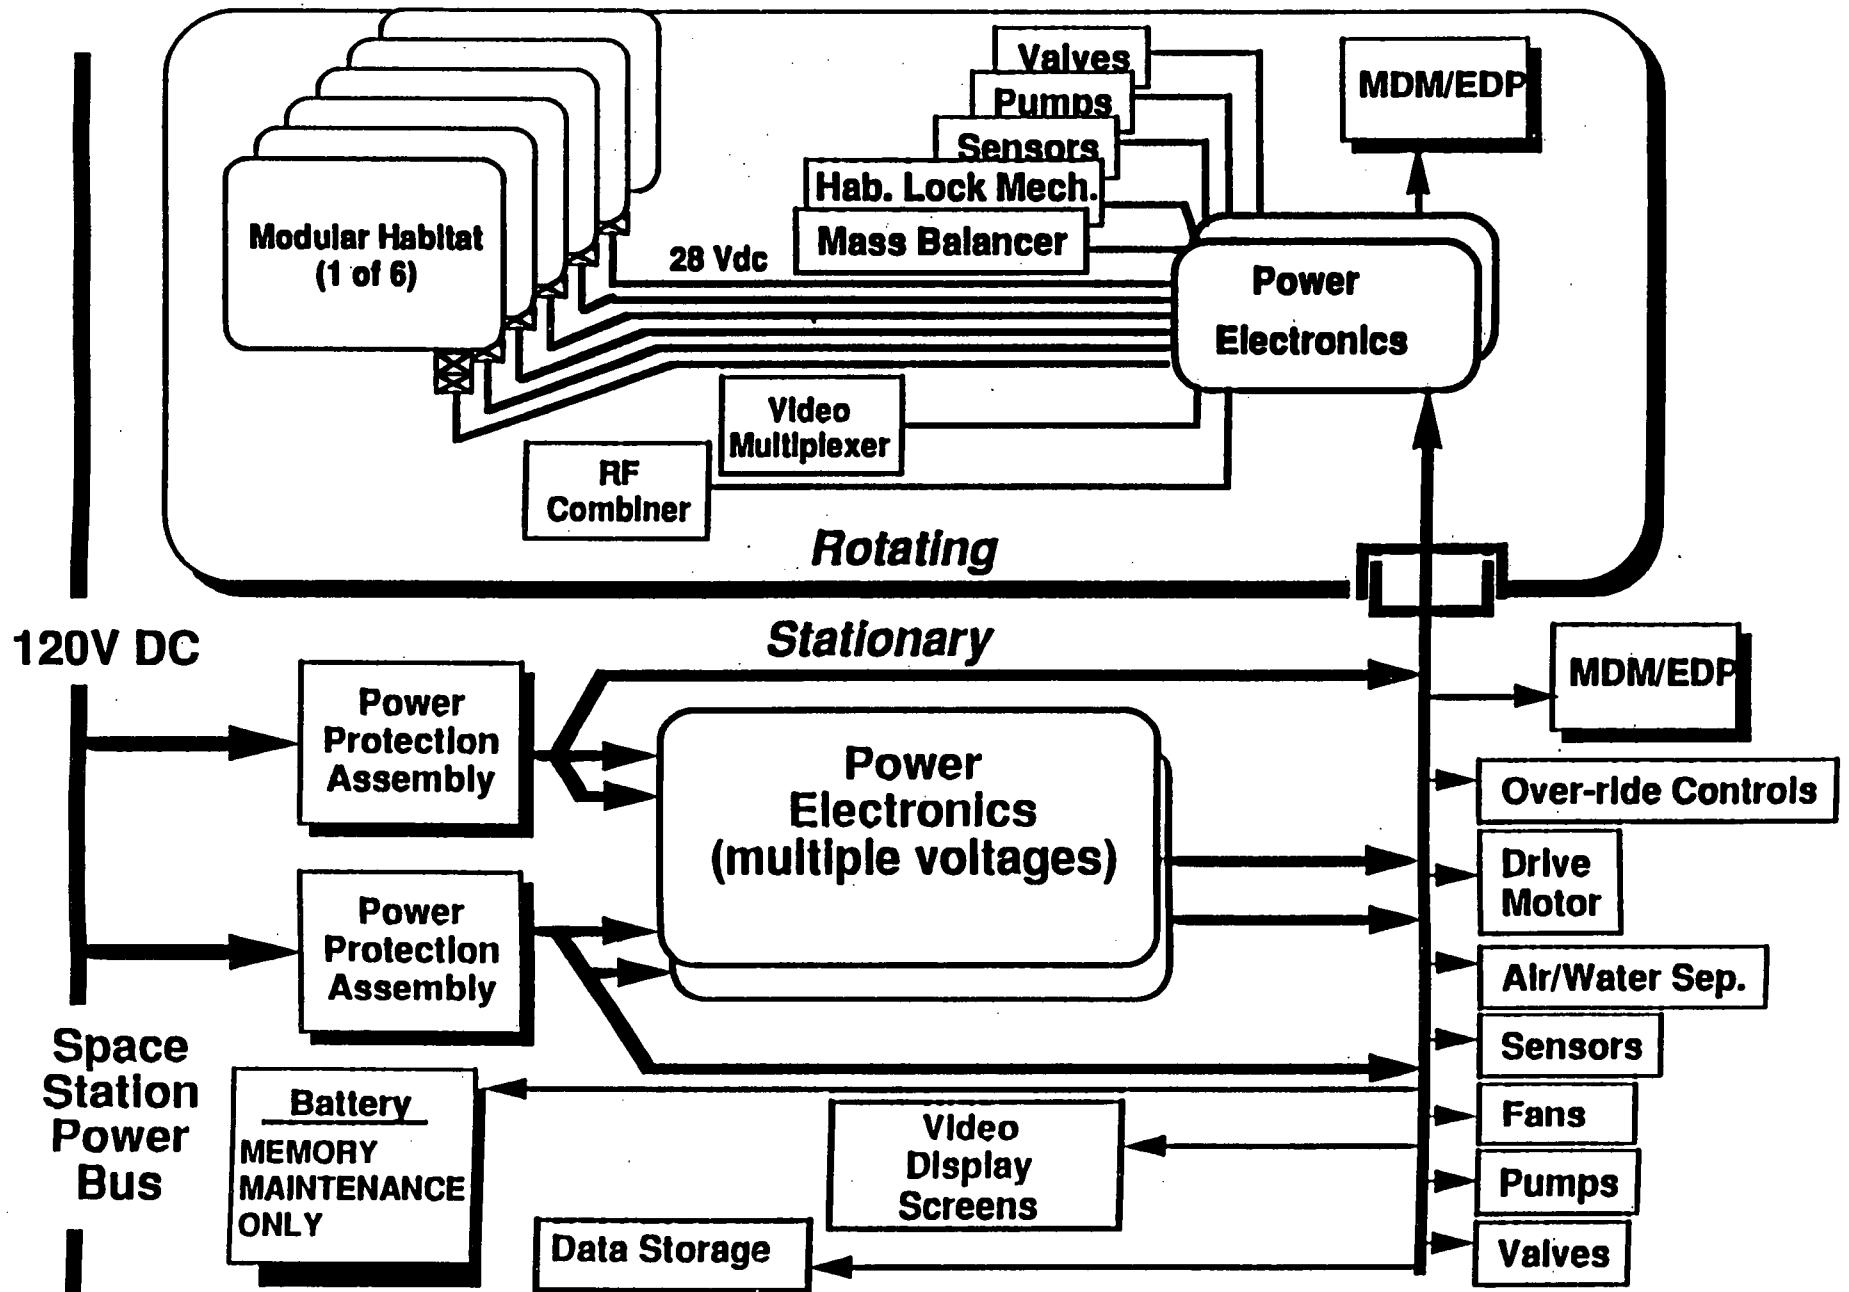 Valves
Pumps
Sensors
Hab. Lock Mech.
Mass Balancer
MDM/EDP
Modular Habitat
(1 of 6)
28 Vdc
Power
Electronics
Video
Multiplexer
RF
Combiner
Rotating
Stationary
120V DC
Power
Protection
Assembly
Power
Electronics
(multiple voltages)
Power
Protection
Assembly
MDM/EDP
Over-ride Controls
Drive
Motor
Air/Water Sep.
Sensors
Fans
Pumps
Valves
Space
Station
Power
Bus
Battery
MEMORY
MAINTENANCE
ONLY
Video
Display
Screens
Data Storage